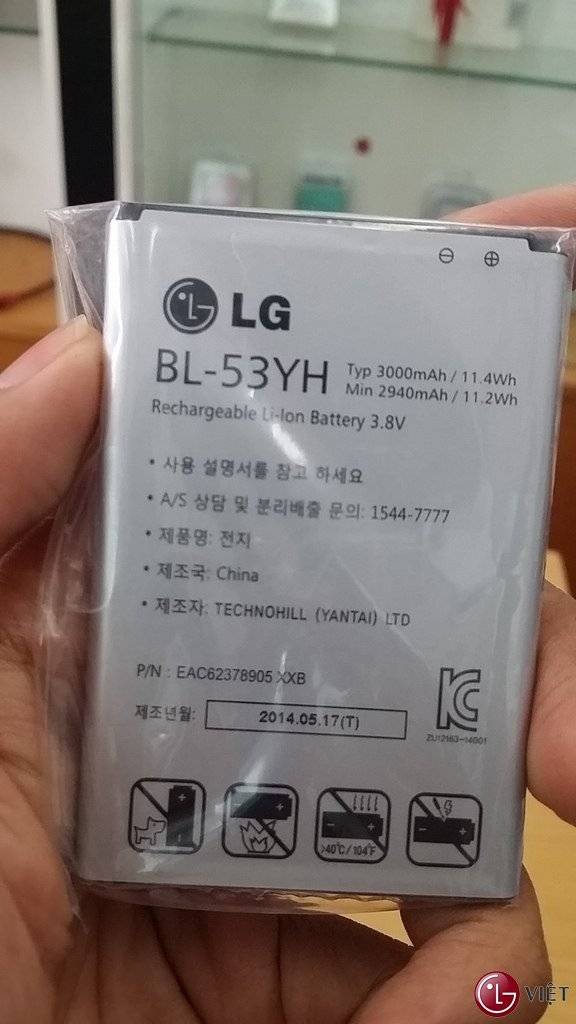 LG
BL-53YH
Typ 3000mAh / 11.4Wh
Min 2940mAh / 11.2Wh
Rechargeable Li-Ion Battery 3.8V
• 사용 설명서를 참고 하세요
• A/S 상담 및 분리배출 문의: 1544-7777
• 제품명: 전지
• 제조국: China
• 제조자: TECHNOHILL (YANTAI) LTD
P/N : EAC62378905 XXB
제조년월: 2014.05.17(T)
ZU12163-14001
>40℃/104℉
LG VIỆT